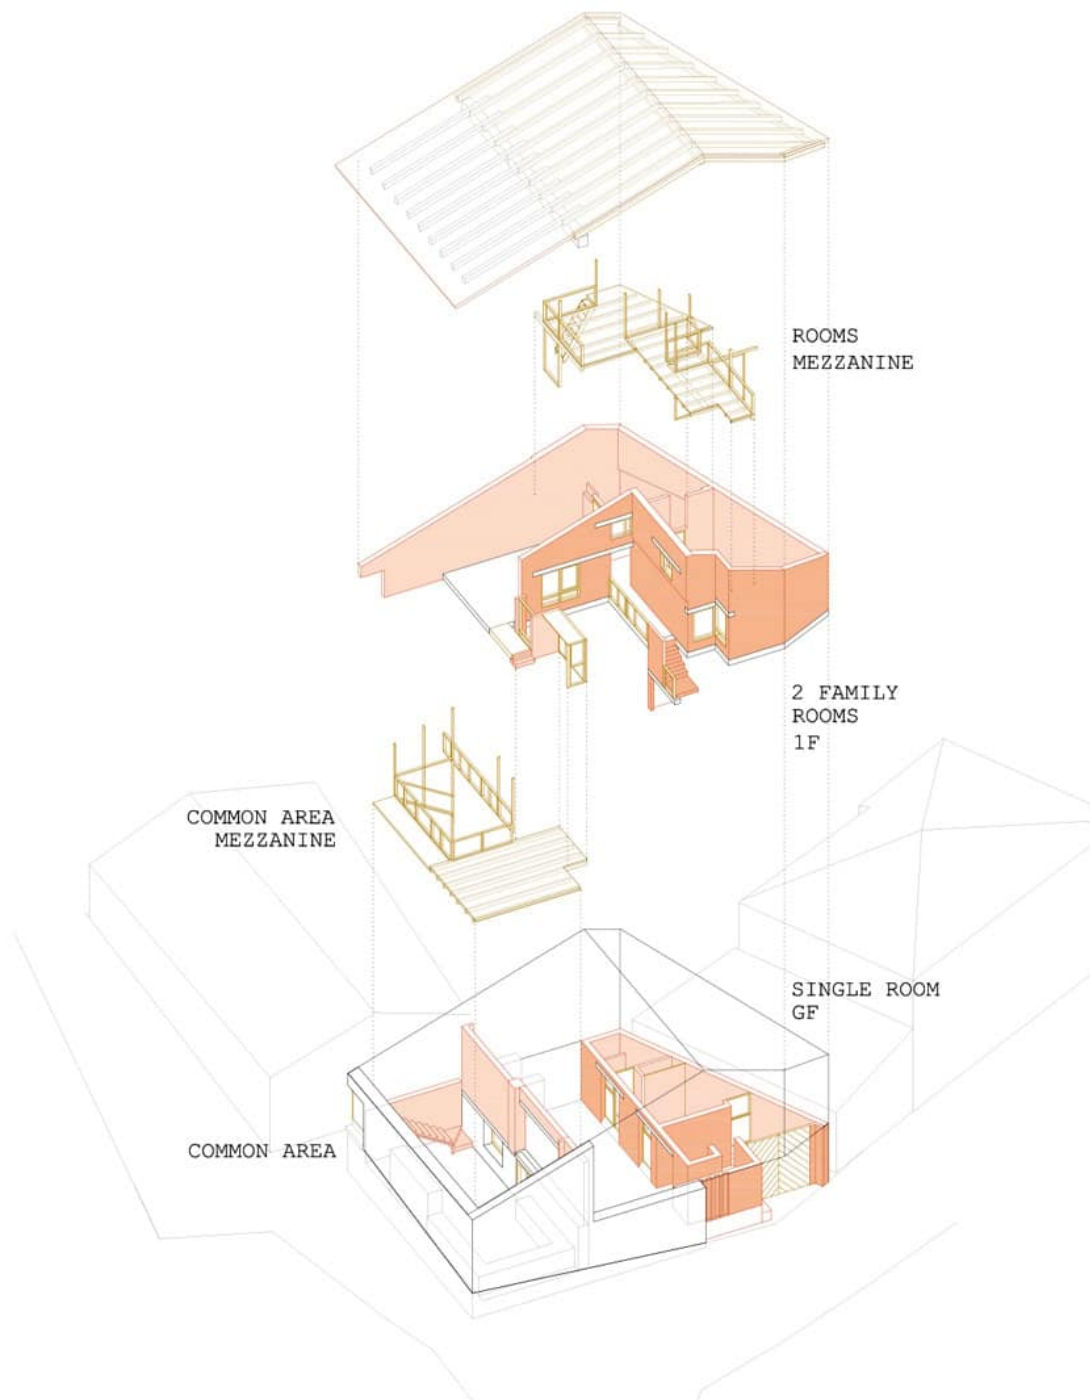 ROOMS
MEZZANINE
2 FAMILY
ROOMS
1F
COMMON AREA
MEZZANINE
SINGLE ROOM
GF
COMMON AREA